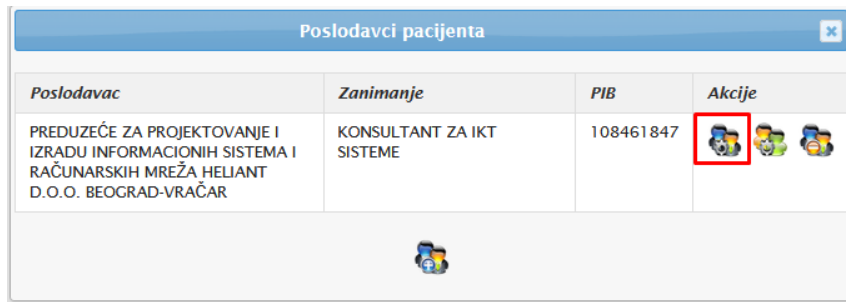 Poslodavci pacijenta
Poslodavac Zanimanje PIB Akcije
PREDUZEĆE ZA PROJEKTOVANJE I
IZRADU INFORMACIONIH SISTEMA I
RAČUNARSKIH MREŽA HELIANT
D.O.O. BEOGRAD-VRAČAR
KONSULTANT ZA IKT
SISTEME
108461847